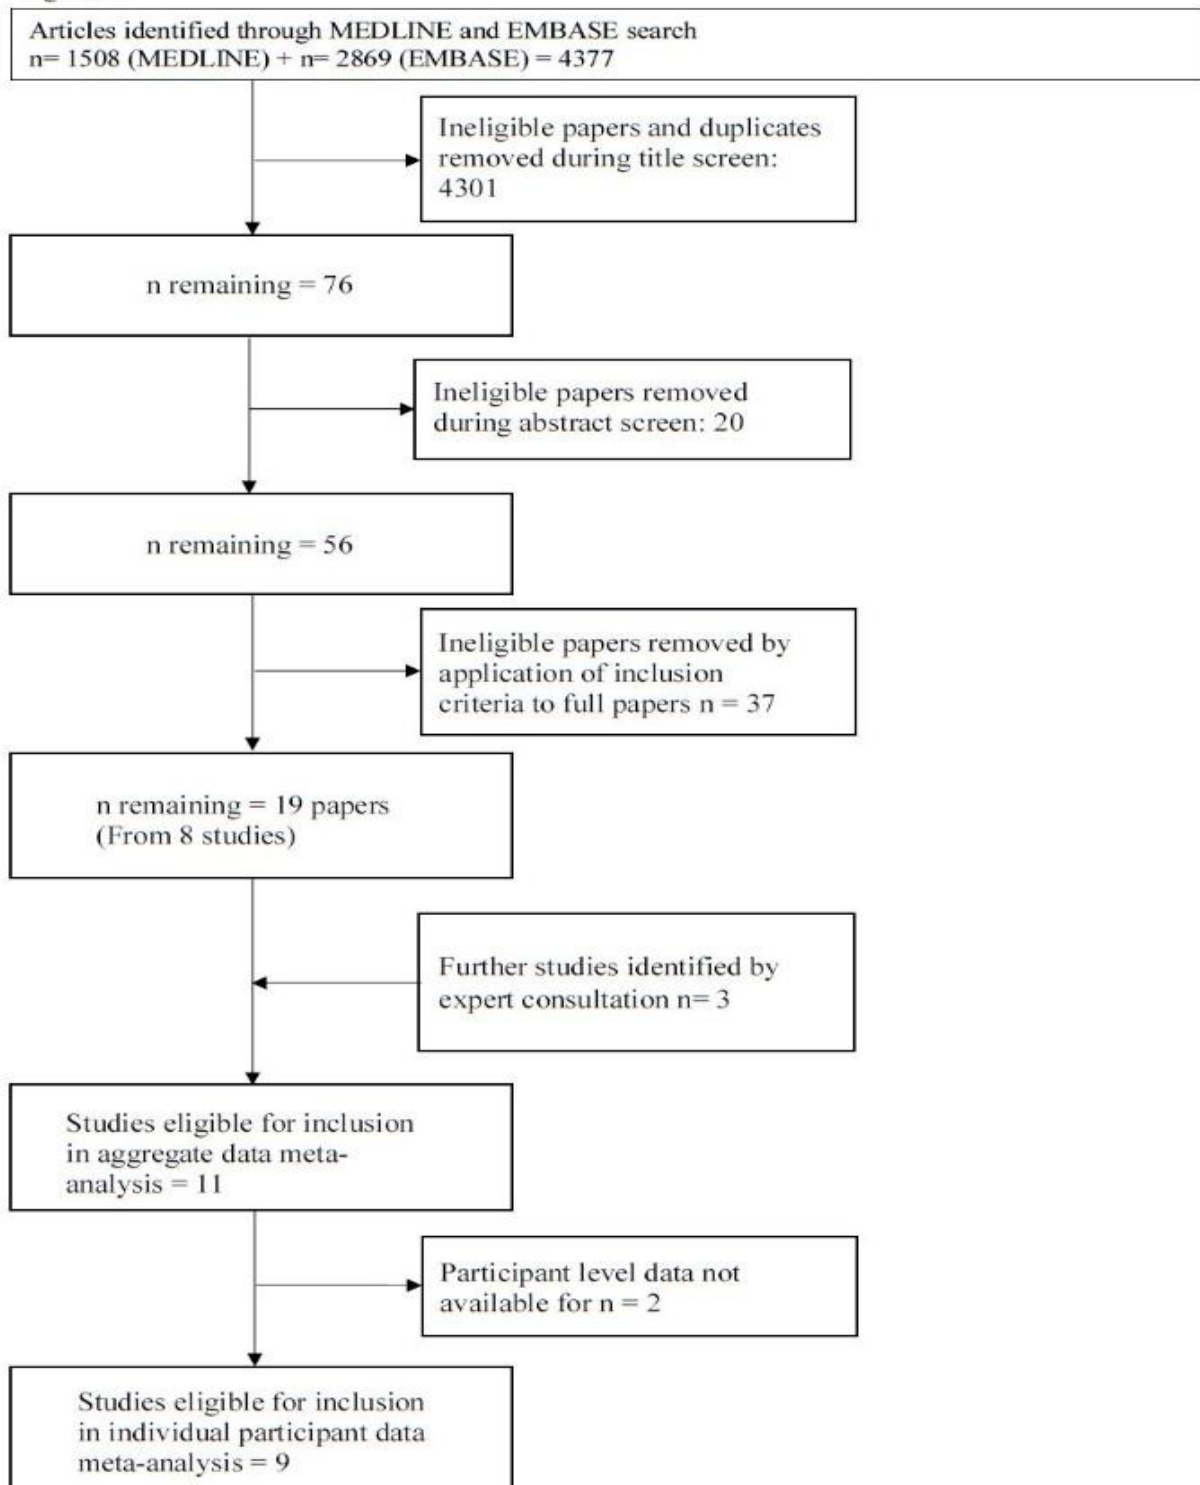 Articles identified through MEDLINE and EMBASE search
n= 1508 (MEDLINE) + n= 2869 (EMBASE) = 4377
Ineligible papers and duplicates
removed during title screen:
4301
n remaining = 76
Ineligible papers removed
during abstract screen: 20
n remaining = 56
Ineligible papers removed by
application of inclusion
criteria to full papers n = 37
n remaining = 19 papers
(From 8 studies)
Further studies identified by
expert consultation n= 3
Studies eligible for inclusion
in aggregate data meta-
analysis = 11
Participant level data not
available for n = 2
Studies eligible for inclusion
in individual participant data
meta-analysis = 9